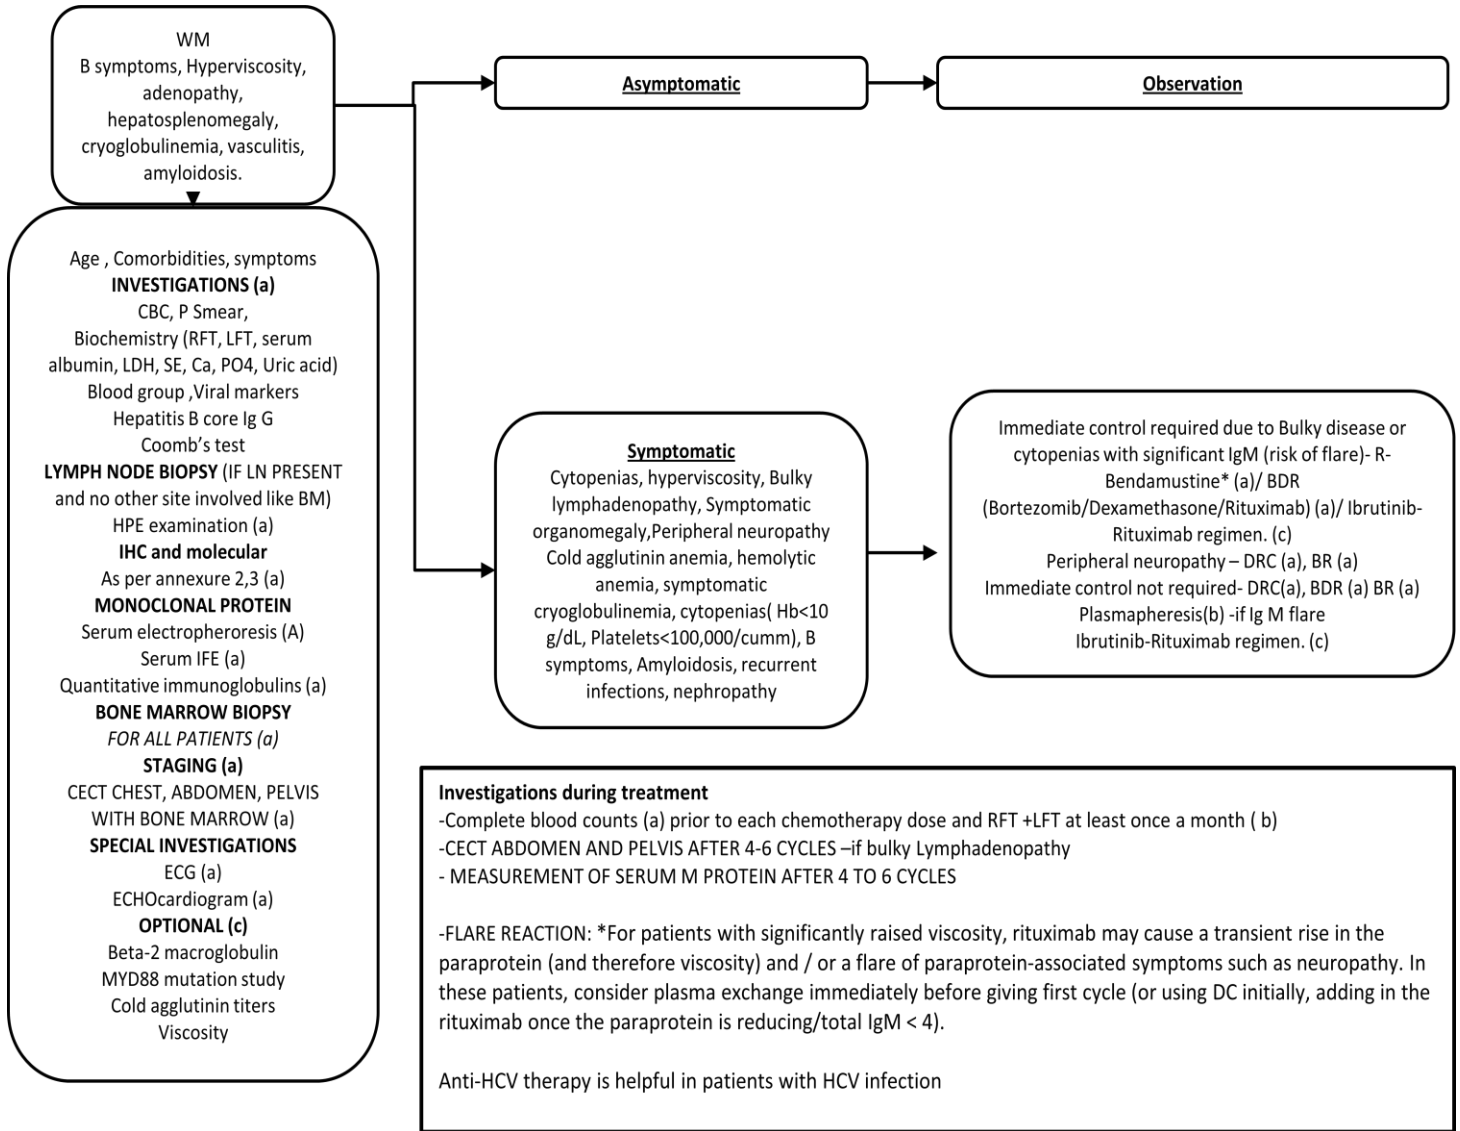 WM
B symptoms, Hyperviscosity,
adenopathy,
hepatosplenomegaly,
cryoglobulinemia, vasculitis,
amyloidosis.
Asymptomatic
Observation
Age , Comorbidities, symptoms
INVESTIGATIONS (a)
CBC, P Smear,
Biochemistry (RFT, LFT, serum
albumin, LDH, SE, Ca, PO4, Uric acid)
Blood group ,Viral markers
Hepatitis B core Ig G
Coomb's test
LYMPH NODE BIOPSY (IF LN PRESENT
and no other site involved like BM)
HPE examination (a)
IHC and molecular
As per annexure 2,3 (a)
MONOCLONAL PROTEIN
Serum electropheroresis (A)
Serum IFE (a)
Quantitative immunoglobulins (a)
BONE MARROW BIOPSY
FOR ALL PATIENTS (a)
STAGING (a)
CECT CHEST, ABDOMEN, PELVIS
WITH BONE MARROW (a)
SPECIAL INVESTIGATIONS
ECG (a)
ECHOcardiogram (a)
OPTIONAL (c)
Beta-2 macroglobulin
MYD88 mutation study
Cold agglutinin titers
Viscosity
Symptomatic
Cytopenias, hyperviscosity, Bulky
lymphadenopathy, Symptomatic
organomegaly,Peripheral neuropathy
Cold agglutinin anemia, hemolytic
anemia, symptomatic
cryoglobulinemia, cytopenias( Hb<10
g/dL, Platelets<100,000/cumm), B
symptoms, Amyloidosis, recurrent
infections, nephropathy
Immediate control required due to Bulky disease or
cytopenias with significant IgM (risk of flare)- R-
Bendamustine* (a)/ BDR
(Bortezomib/Dexamethasone/Rituximab) (a)/ Ibrutinib-
Rituximab regimen. (c)
Peripheral neuropathy – DRC (a), BR (a)
Immediate control not required- DRC(a), BDR (a) BR (a)
Plasmapheresis(b) -if Ig M flare
Ibrutinib-Rituximab regimen. (c)
Investigations during treatment
-Complete blood counts (a) prior to each chemotherapy dose and RFT +LFT at least once a month ( b)
-CECT ABDOMEN AND PELVIS AFTER 4-6 CYCLES –if bulky Lymphadenopathy
- MEASUREMENT OF SERUM M PROTEIN AFTER 4 TO 6 CYCLES
-FLARE REACTION: *For patients with significantly raised viscosity, rituximab may cause a transient rise in the
paraprotein (and therefore viscosity) and / or a flare of paraprotein-associated symptoms such as neuropathy. In
these patients, consider plasma exchange immediately before giving first cycle (or using DC initially, adding in the
rituximab once the paraprotein is reducing/total IgM < 4).
Anti-HCV therapy is helpful in patients with HCV infection